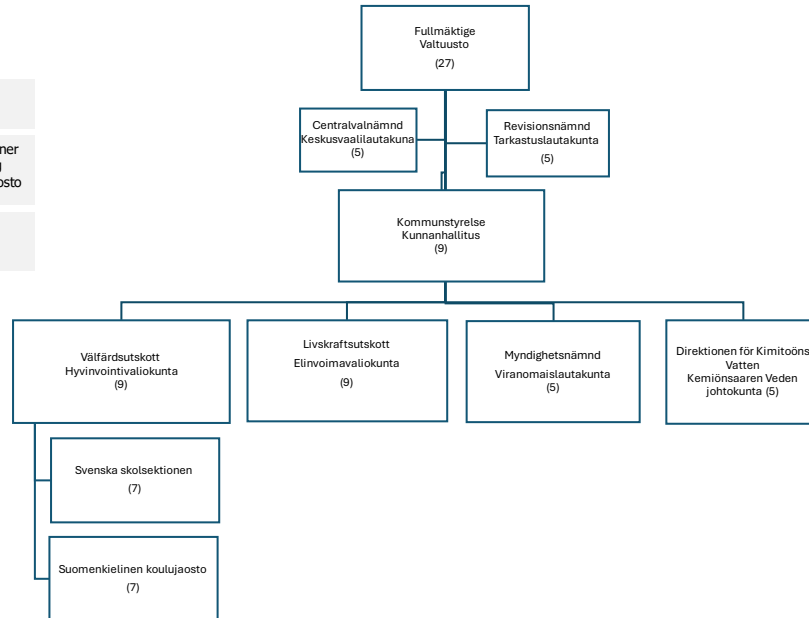 Fullmäktige
Valtuusto
(27)
Centralvalnämnd
Keskusvaalilautakuna
(5)
Revisionsnämnd
Tarkastuslautakunta
(5)
Kommunstyrelse
Kunnanhallitus
(9)
Välfärdsutskott
Hyvinvointivaliokunta
(9)
Livskraftsutskott
Elinvoimavaliokunta
(9)
Myndighetsnämnd
Viranomaislautakunta
(5)
Direktionen för Kimitoöns
Vatten
Kemiönsaaren Veden
johtokunta (5)
Svenska skolsektionen
(7)
Suomenkielinen koulujaosto
(7)